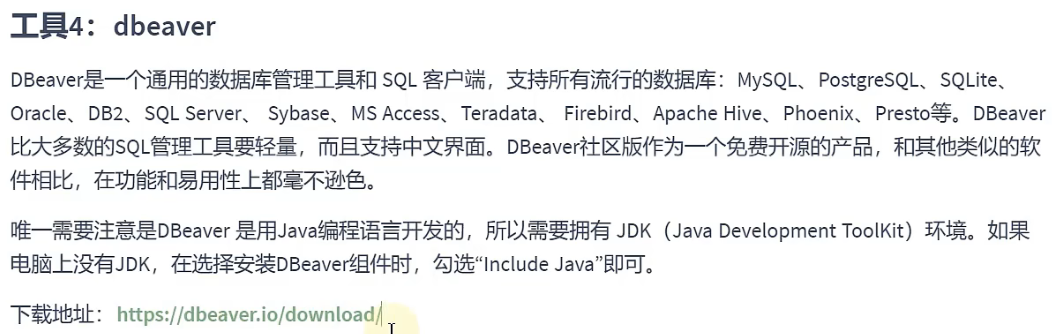 工具4：dbeaver
DBeaver是一个通用的数据库管理工具和 SQL 客户端，支持所有流行的数据库：MySQL、PostgreSQL、SQLite、
Oracle、DB2、SQL Server、 Sybase、MS Access、Teradata、 Firebird、Apache Hive、Phoenix、Presto等。DBeaver
比大多数的SQL管理工具要轻量，而且支持中文界面。DBeaver社区版作为一个免费开源的产品，和其他类似的软
件相比，在功能和易用性上都毫不逊色。
唯一需要注意是DBeaver 是用Java编程语言开发的，所以需要拥有 JDK（Java Development ToolKit）环境。如果
电脑上没有JDK，在选择安装DBeaver组件时，勾选“Include Java”即可。
下载地址：https://dbeaver.io/download/